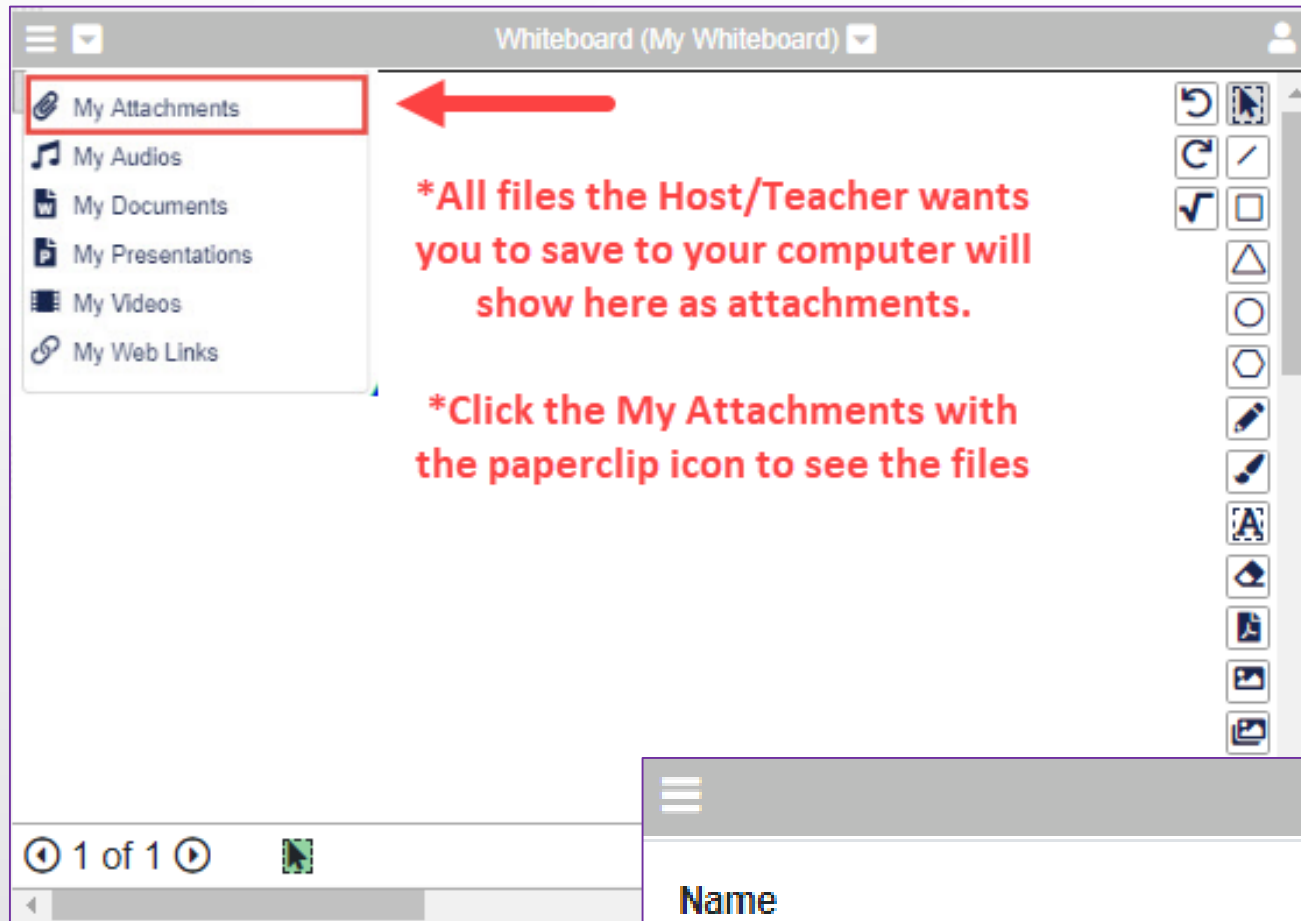 Whiteboard (My Whiteboard)
My Attachments
My Audios
My Documents
My Presentations
My Videos
My Web Links
*All files the Host/Teacher wants
you to save to your computer will
show here as attachments.
*Click the My Attachments with
the paperclip icon to see the files
1 of 1
Name